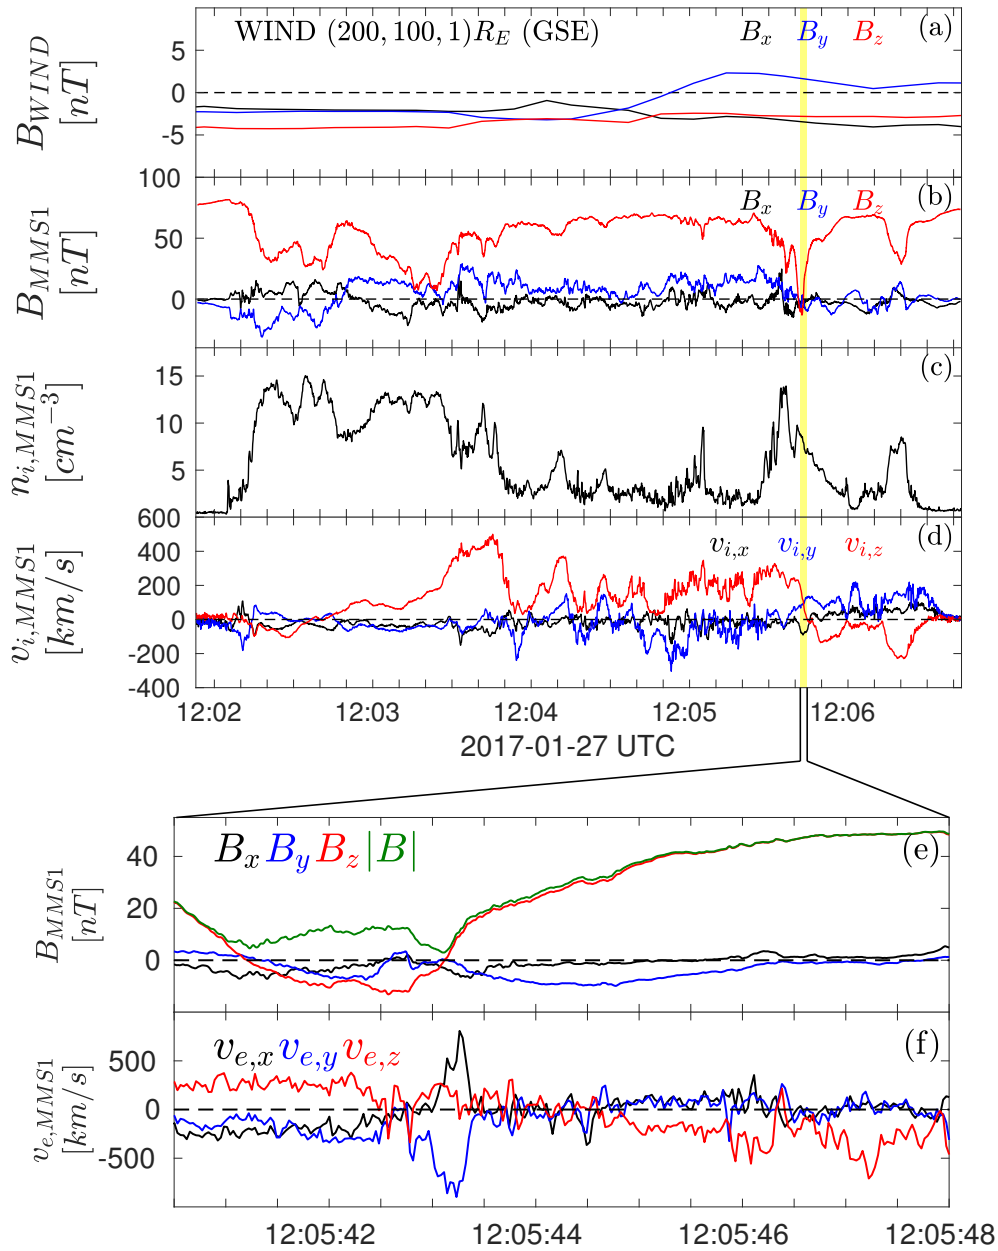 WIND (200, 100, 1)R_E (GSE) B_x B_y B_z (a)
B_WIND [nT]
5
0
-5
B_x B_y B_z (b)
B_MMS1 [nT]
100
50
0
(c)
n_i,MMS1 [cm^−3]
15
10
5
v_i,x v_i,y v_i,z (d)
v_i,MMS1 [km/s]
600
400
200
0
-200
-400
12:02 12:03 12:04 12:05 12:06
2017-01-27 UTC
B_x B_y B_z |B| (e)
B_MMS1 [nT]
40
20
0
v_e,x v_e,y v_e,z (f)
v_e,MMS1 [km/s]
500
0
-500
12:05:42 12:05:44 12:05:46 12:05:48